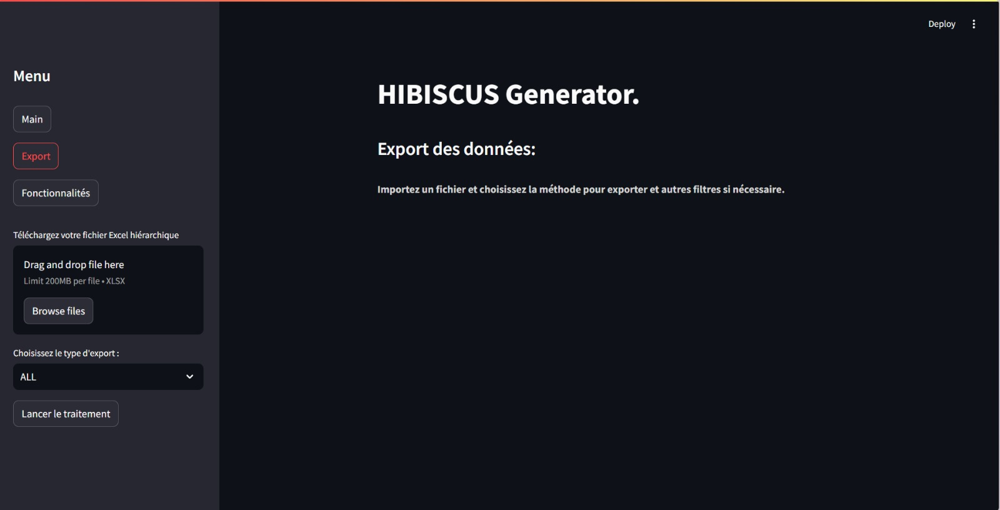 Deploy
Menu
Main
Export
Fonctionnalités
Téléchargez votre fichier Excel hiérarchique
Drag and drop file here
Limit 200MB per file • XLSX
Browse files
Choisissez le type d'export :
ALL
Lancer le traitement
HIBISCUS Generator.
Export des données:
Importez un fichier et choisissez la méthode pour exporter et autres filtres si nécessaire.